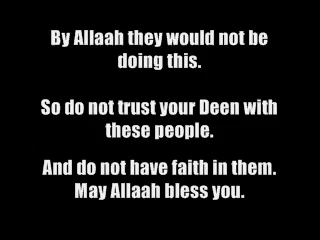 By Allaah they would not be
doing this.
So do not trust your Deen with
these people.
And do not have faith in them.
May Allaah bless you.